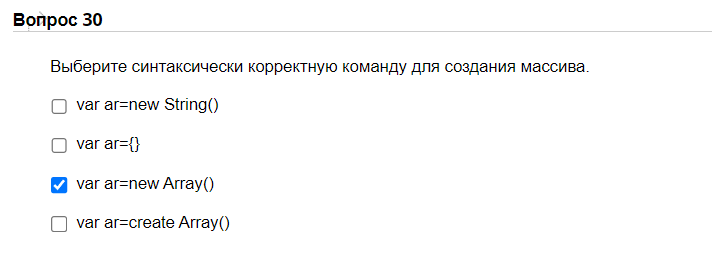 Вопрос 30
Выберите синтаксически корректную команду для создания массива.
var ar=new String()
var ar={}
var ar=new Array()
var ar=create Array()